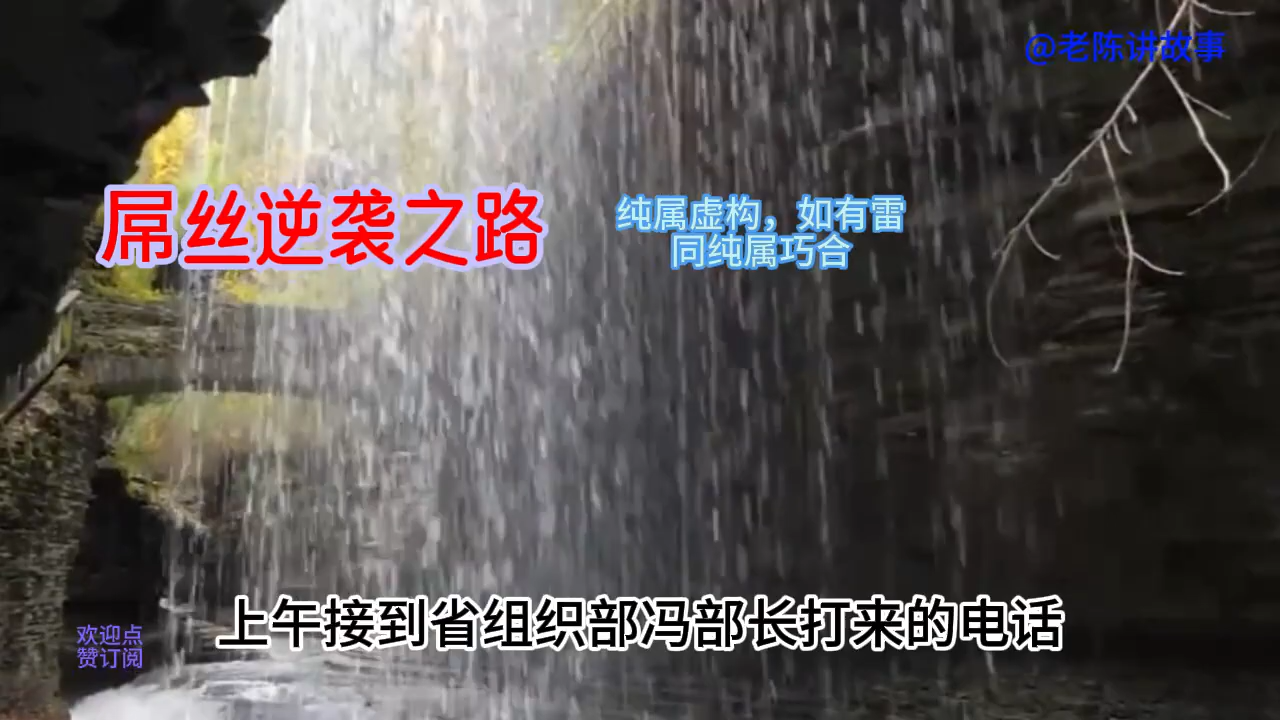 @老陈讲故事
屌丝逆袭之路
纯属虚构，如有雷
同纯属巧合
上午接到省组织部冯部长打来的电话
欢迎点
赞订阅